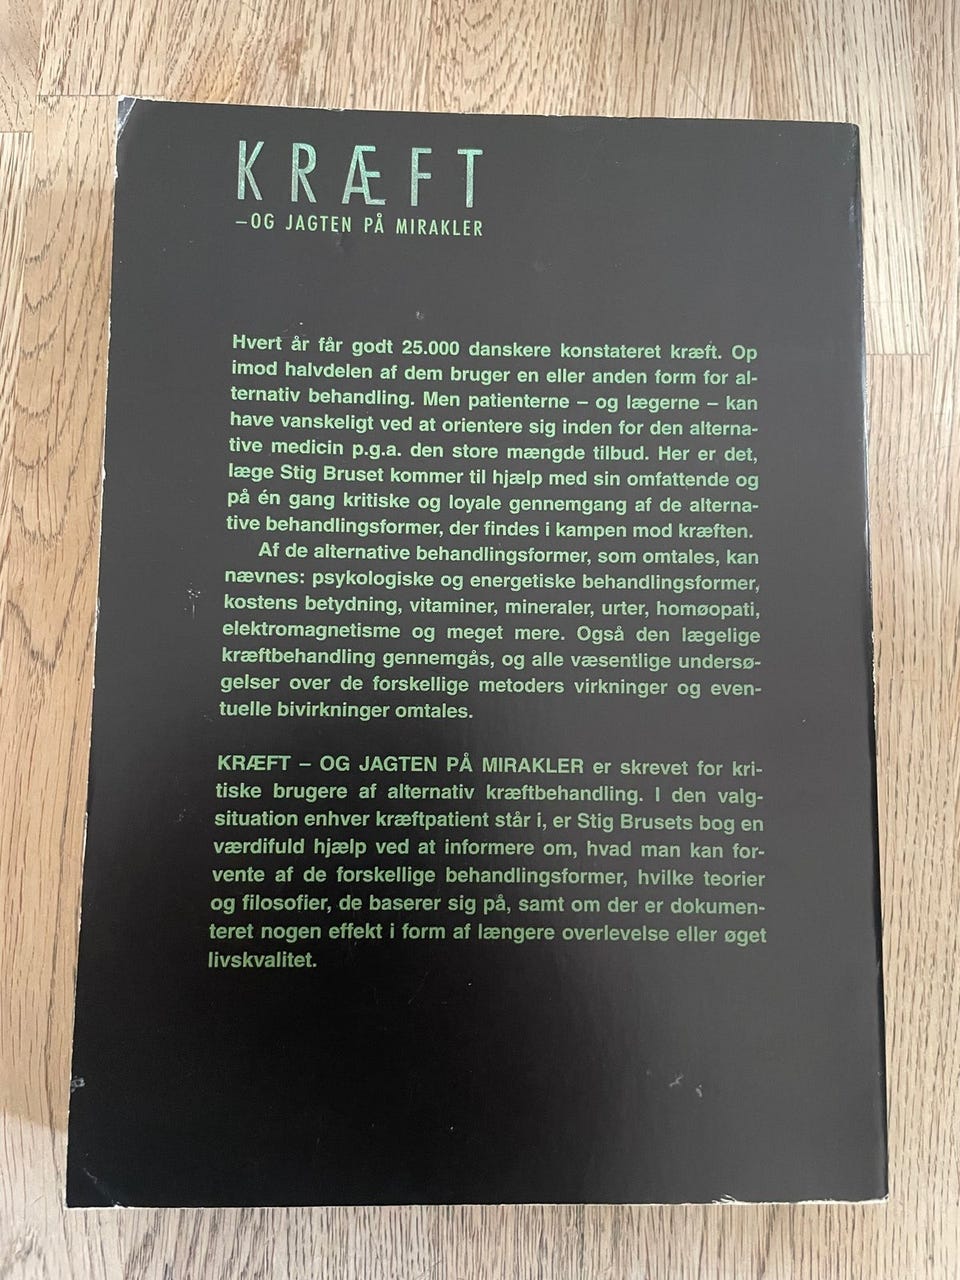 KRÆFT
–OG JAGTEN PÅ MIRAKLER
Hvert år får godt 25.000 danskere konstateret kræft. Op
imod halvdelen af dem bruger en eller anden form for al-
ternativ behandling. Men patienterne – og lægerne – kan
have vanskeligt ved at orientere sig inden for den alterna-
tive medicin p.g.a. den store mængde tilbud. Her er det,
læge Stig Bruset kommer til hjælp med sin omfattende og
på én gang kritiske og loyale gennemgang af de alterna-
tive behandlingsformer, der findes i kampen mod kræften.
Af de alternative behandlingsformer, som omtales, kan
nævnes: psykologiske og energetiske behandlingsformer,
kostens betydning, vitaminer, mineraler, urter, homøopati,
elektromagnetisme og meget mere. Også den lægelige
kræftbehandling gennemgås, og alle væsentlige undersø-
gelser over de forskellige metoders virkninger og even-
tuelle bivirkninger omtales.
KRÆFT – OG JAGTEN PÅ MIRAKLER er skrevet for kri-
tiske brugere af alternativ kræftbehandling. I den valg-
situation enhver kræftpatient står i, er Stig Brusets bog en
værdifuld hjælp ved at informere om, hvad man kan for-
vente af de forskellige behandlingsformer, hvilke teorier
og filosofier, de baserer sig på, samt om der er dokumen-
teret nogen effekt i form af længere overlevelse eller øget
livskvalitet.